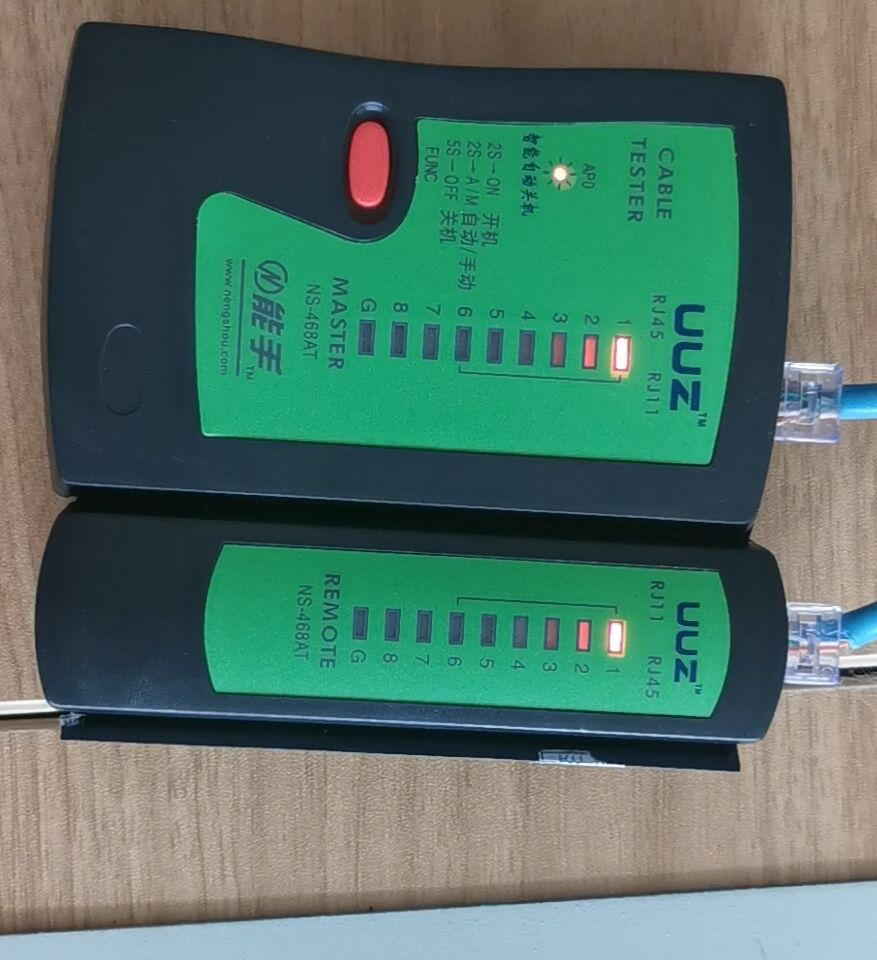 UUZ™
RJ45 RJ11
CABLE
TESTER
APO
智能自动关机
2S→ON 开机
2S→A/M 自动/手动
5S→OFF 关机
FUNC
1
2
3
4
5
6
7
8
G
MASTER
NS-468AT
能手™
www.nengshou.com
UUZ™
RJ11 RJ45
1
2
3
4
5
6
7
8
G
REMOTE
NS-468AT